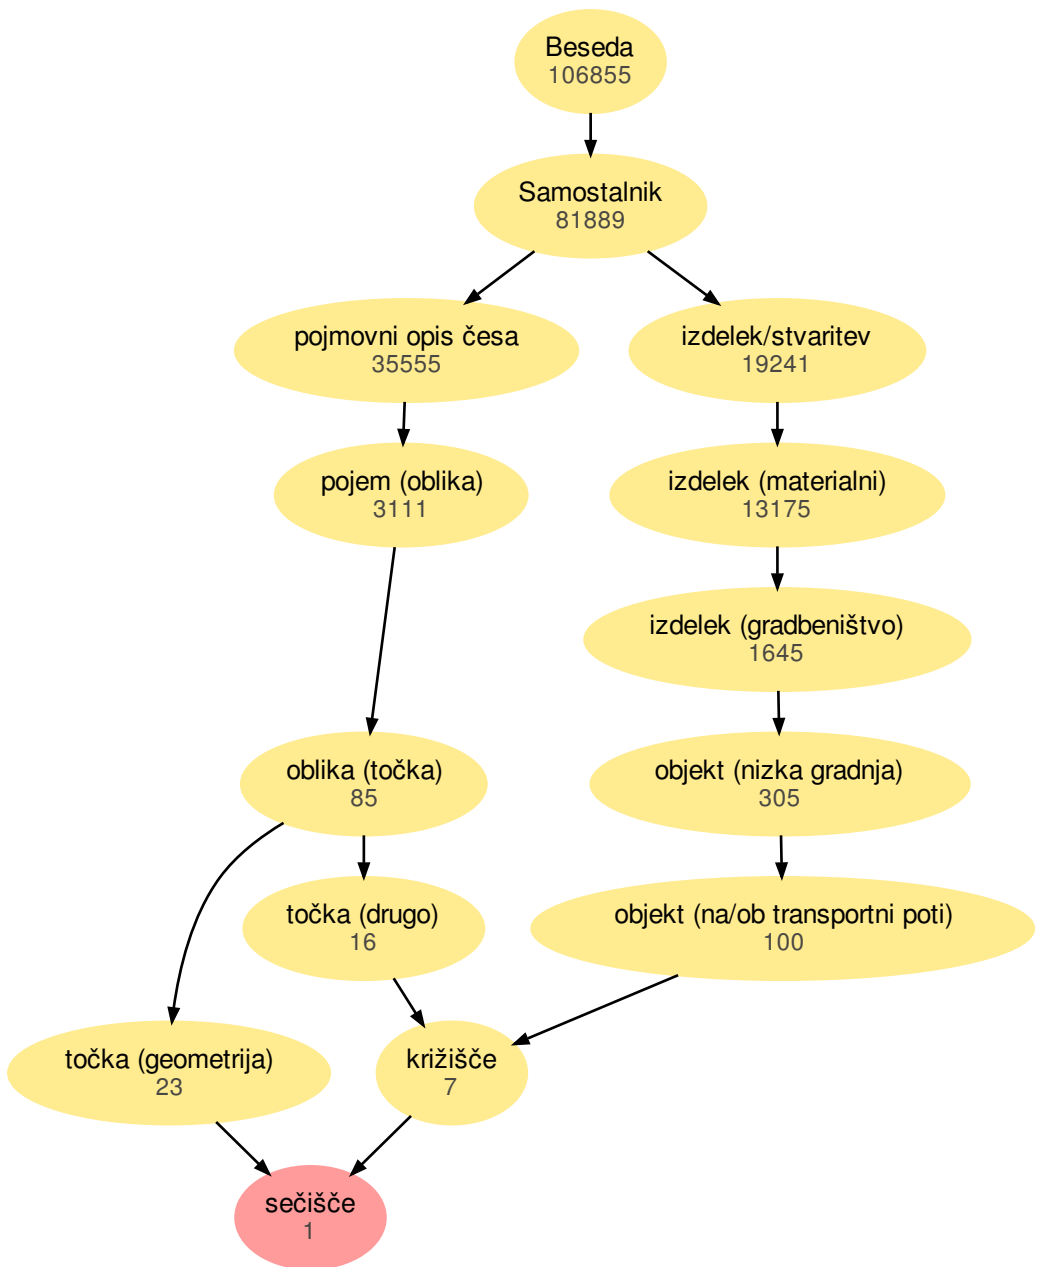 Beseda
106855
Samostalnik
81889
pojmovni opis česa
35555
izdelek/stvaritev
19241
pojem (oblika)
3111
izdelek (materialni)
13175
izdelek (gradbeništvo)
1645
oblika (točka)
85
objekt (nizka gradnja)
305
točka (drugo)
16
objekt (na/ob transportni poti)
100
točka (geometrija)
23
križišče
7
sečišče
1